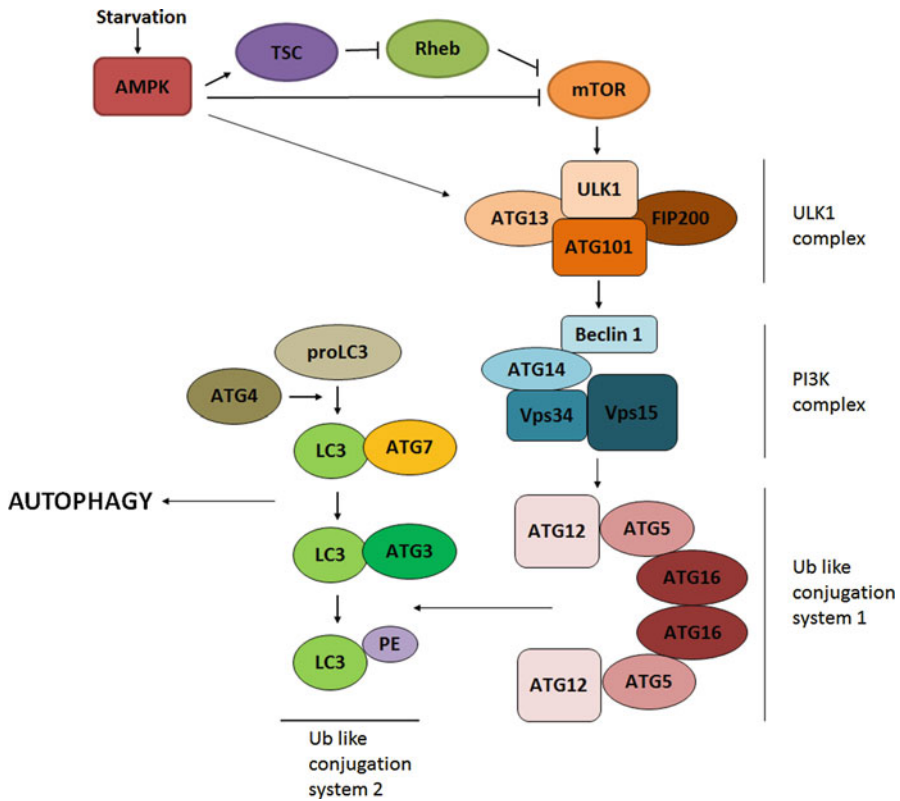 Starvation
AMPK
TSC
Rheb
mTOR
ULK1
ATG13
FIP200
ATG101
ULK1
complex
Beclin 1
ATG14
Vps34
Vps15
PI3K
complex
proLC3
ATG4
LC3
ATG7
AUTOPHAGY
LC3
ATG3
LC3
PE
ATG12
ATG5
ATG16
ATG16
ATG12
ATG5
Ub like
conjugation
system 1
Ub like
conjugation
system 2